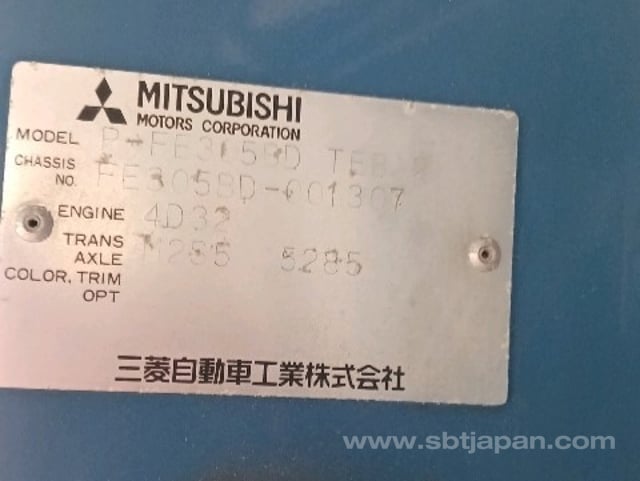 MITSUBISHI
MOTORS CORPORATION
MODEL
CHASSIS NO. FE305BD-001307
ENGINE 4D32
TRANS AXLE M2S5 5285
COLOR, TRIM
OPT
三菱自動車工業株式会社
www.sbtjapan.com